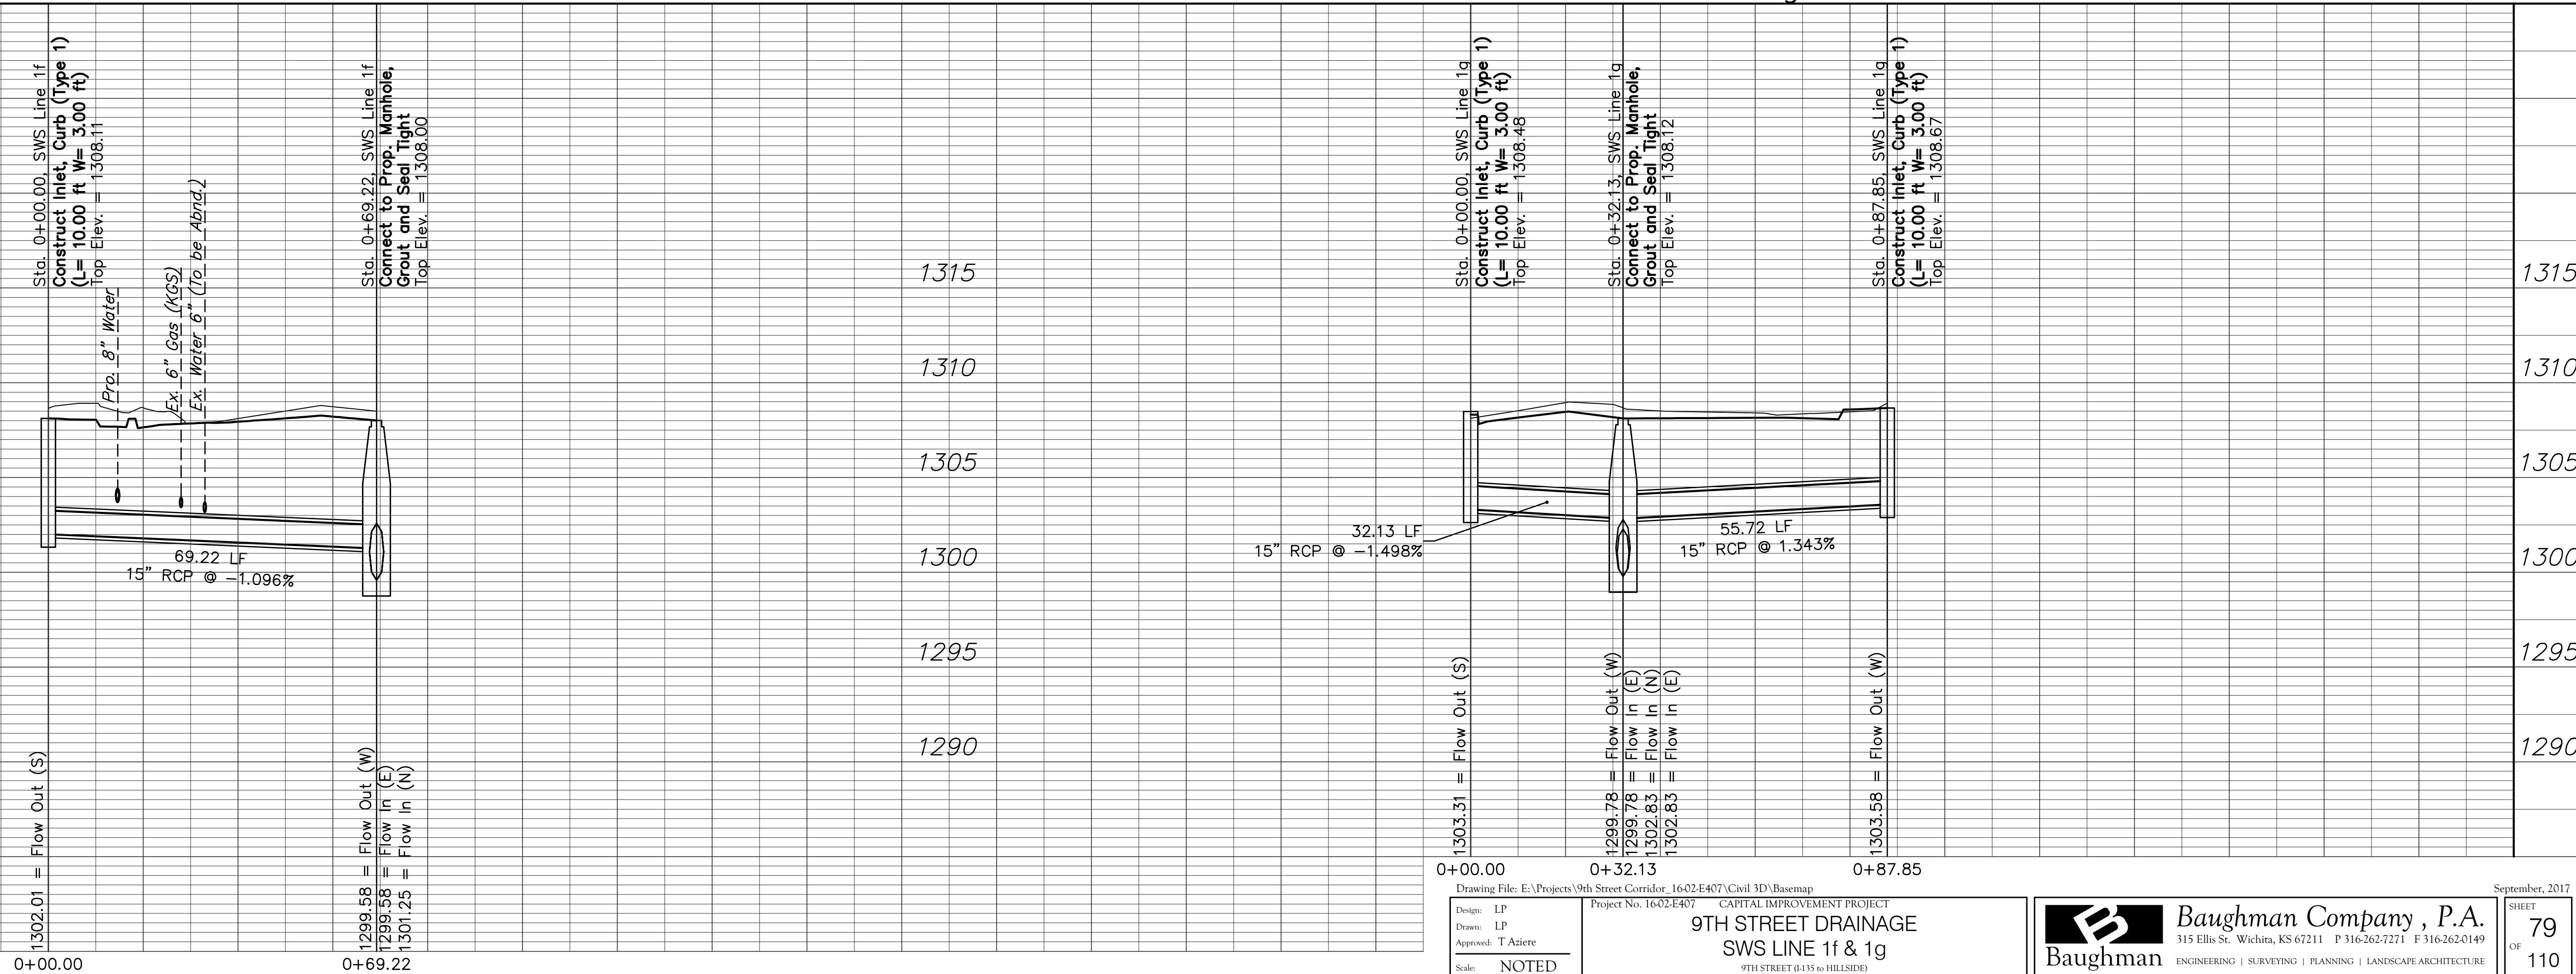 Sta. 0+00.00, SWS Line 1f
Construct Inlet, Curb (Type 1)
(L= 10.00 ft W= 3.00 ft)
Top Elev. = 1308.11
Pro. 8" Water
Ex. 6" Gas (KGS)
Ex. Water 6" (To be Abnd.)
Sta. 0+69.22, SWS Line 1f
Connect to Prop. Manhole,
Grout and Seal Tight
Top Elev. = 1308.00
69.22 LF
15" RCP @ -1.096%
1302.01 = Flow Out (S)
1299.58 = Flow Out (W)
1299.58 = Flow In (E)
1301.25 = Flow In (N)
0+00.00
0+69.22
1315
1310
1305
1300
1295
1290
Sta. 0+00.00, SWS Line 1g
Construct Inlet, Curb (Type 1)
(L= 10.00 ft W= 3.00 ft)
Top Elev. = 1308.48
Sta. 0+32.13, SWS Line 1g
Connect to Prop. Manhole,
Grout and Seal Tight
Top Elev. = 1308.12
Sta. 0+87.85, SWS Line 1g
Construct Inlet, Curb (Type 1)
(L= 10.00 ft W= 3.00 ft)
Top Elev. = 1308.67
32.13 LF
15" RCP @ -1.498%
55.72 LF
15" RCP @ 1.343%
1303.31 = Flow Out (S)
1299.78 = Flow Out (W)
1299.78 = Flow In (E)
1302.83 = Flow In (N)
1302.83 = Flow In (E)
1303.58 = Flow Out (W)
0+00.00
0+32.13
0+87.85
1315
1310
1305
1300
1295
1290
Drawing File: E:\Projects\9th Street Corridor_16-02-E407\Civil 3D\Basemap
September, 2017
Design: LP
Drawn: LP
Approved: T Aziere
Scale: NOTED
Project No. 16-02-E407 CAPITAL IMPROVEMENT PROJECT
9TH STREET DRAINAGE
SWS LINE 1f & 1g
9TH STREET (I-135 to HILLSIDE)
B
Baughman
Baughman Company , P.A.
315 Ellis St. Wichita, KS 67211 P 316-262-7271 F 316-262-0149
ENGINEERING | SURVEYING | PLANNING | LANDSCAPE ARCHITECTURE
SHEET
79
OF
110